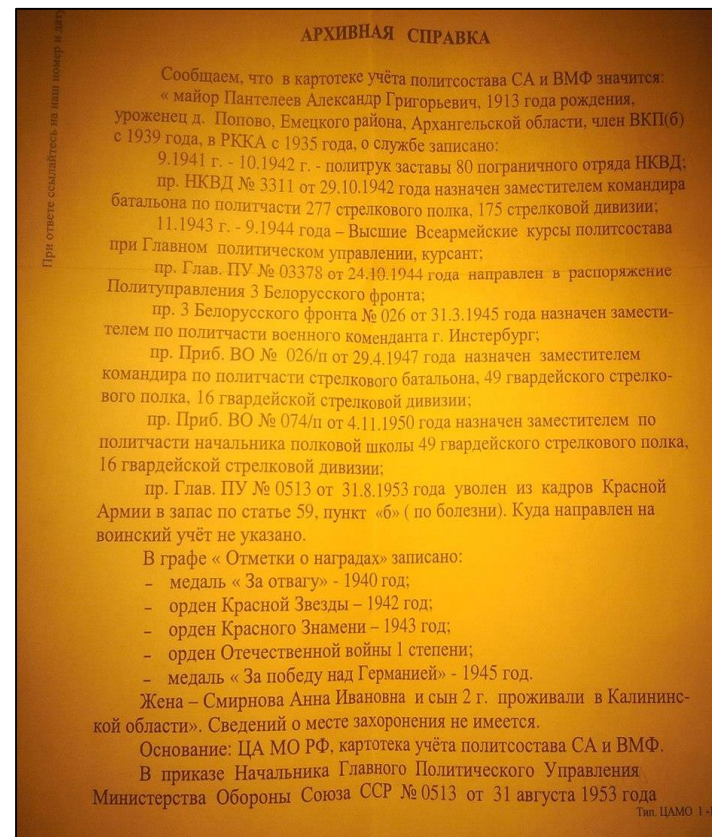 АРХИВНАЯ СПРАВКА
Сообщаем, что в картотеке учёта политсостава СА и ВМФ значится:
« майор Пантелеев Александр Григорьевич, 1913 года рождения,
уроженец д. Попово, Емецкого района, Архангельской области, член ВКП(б)
с 1939 года, в РККА с 1935 года, о службе записано:
9.1941 г. - 10.1942 г. - политрук заставы 80 пограничного отряда НКВД;
пр. НКВД № 3311 от 29.10.1942 года назначен заместителем командира
батальона по политчасти 277 стрелкового полка, 175 стрелковой дивизии;
11.1943 г. - 9.1944 года – Высшие Всеармейские курсы политсостава
при Главном политическом управлении, курсант;
пр. Глав. ПУ № 03378 от 24.10.1944 года направлен в распоряжение
Политуправления 3 Белорусского фронта;
пр. 3 Белорусского фронта № 026 от 31.3.1945 года назначен замести-
телем по политчасти военного коменданта г. Инстербург;
пр. Приб. ВО № 026/п от 29.4.1947 года назначен заместителем
командира по политчасти стрелкового батальона, 49 гвардейского стрелко-
вого полка, 16 гвардейской стрелковой дивизии;
пр. Приб. ВО № 074/п от 4.11.1950 года назначен заместителем по
политчасти начальника полковой школы 49 гвардейского стрелкового полка,
16 гвардейской стрелковой дивизии;
пр. Глав. ПУ № 0513 от 31.8.1953 года уволен из кадров Красной
Армии в запас по статье 59, пункт «б» ( по болезни). Куда направлен на
воинский учёт не указано.
В графе « Отметки о наградах» записано:
– медаль « За отвагу» - 1940 год;
– орден Красной Звезды – 1942 год;
– орден Красного Знамени – 1943 год;
– орден Отечественной войны 1 степени;
– медаль « За победу над Германией» - 1945 год.
Жена – Смирнова Анна Ивановна и сын 2 г. проживали в Калининс-
кой области». Сведений о месте захоронения не имеется.
Основание: ЦА МО РФ, картотека учёта политсостава СА и ВМФ.
В приказе Начальника Главного Политического Управления
Министерства Обороны Союза ССР № 0513 от 31 августа 1953 года
Тип. ЦАМО
При ответе ссылайтесь на наш номер и дату